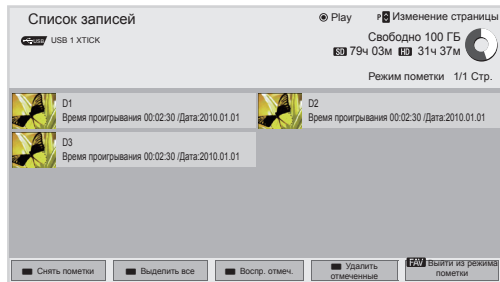 Список записей
Play
P Изменение страницы
USB USB 1 XTICK
Свободно 100 ГБ
SD 79ч 03м HD 31ч 37м
Режим пометки 1/1 Стр.
D1
Время проигрывания 00:02:30 /Дата:2010.01.01
D2
Время проигрывания 00:02:30 /Дата:2010.01.01
D3
Время проигрывания 00:02:30 /Дата:2010.01.01
Снять пометки
Выделить все
Воспр. отмеч.
Удалить
отмеченные
FAV Выйти из режима
пометки